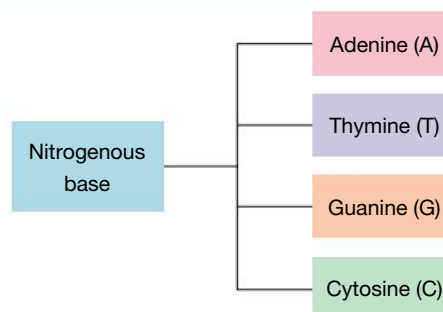 Adenine (A)
Thymine (T)
Nitrogenous
base
Guanine (G)
Cytosine (C)